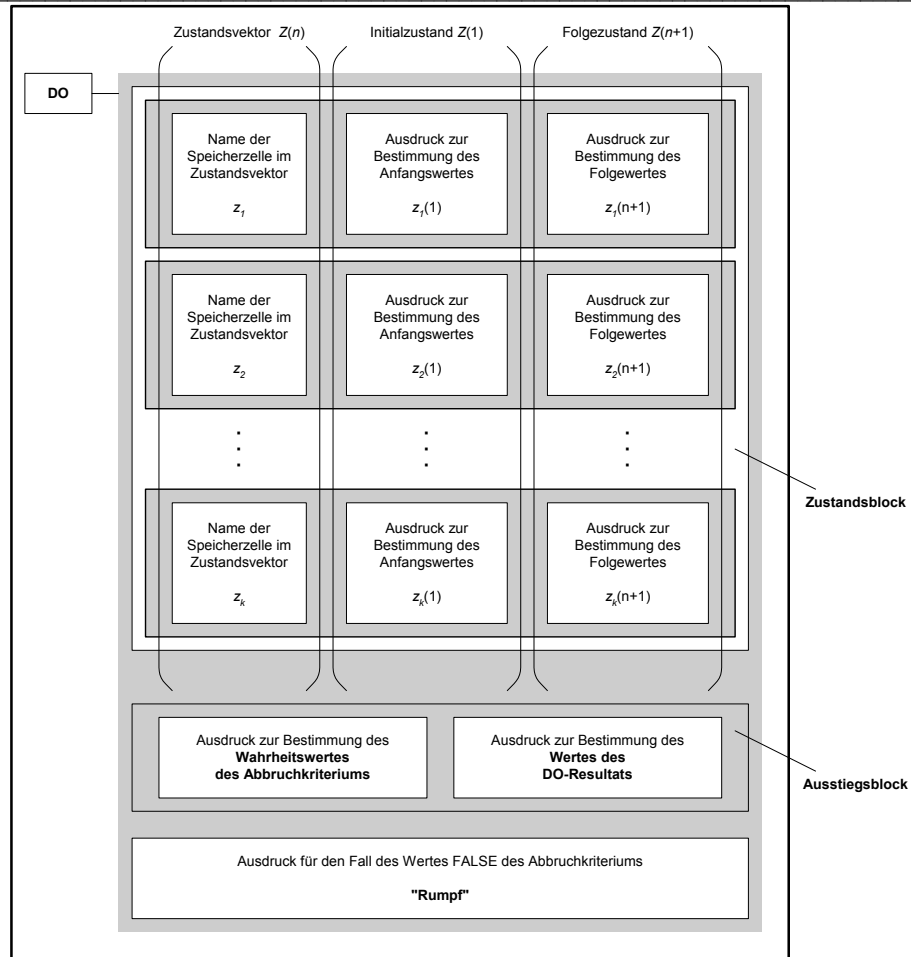 Zustandsvektor Z(n)
Initialzustand Z(1)
Folgezustand Z(n+1)
DO
Name der
Speicherzelle im
Zustandsvektor
z₁
Ausdruck zur
Bestimmung des
Anfangswertes
z₁(1)
Ausdruck zur
Bestimmung des
Folgewertes
z₁(n+1)
Name der
Speicherzelle im
Zustandsvektor
z₂
Ausdruck zur
Bestimmung des
Anfangswertes
z₂(1)
Ausdruck zur
Bestimmung des
Folgewertes
z₂(n+1)
Zustandsblock
Name der
Speicherzelle im
Zustandsvektor
zₖ
Ausdruck zur
Bestimmung des
Anfangswertes
zₖ(1)
Ausdruck zur
Bestimmung des
Folgewertes
zₖ(n+1)
Ausdruck zur Bestimmung des
Wahrheitswertes
des Abbruchkriteriums
Ausdruck zur Bestimmung des
Wertes des
DO-Resultats
Ausstiegsblock
Ausdruck für den Fall des Wertes FALSE des Abbruchkriteriums
"Rumpf"